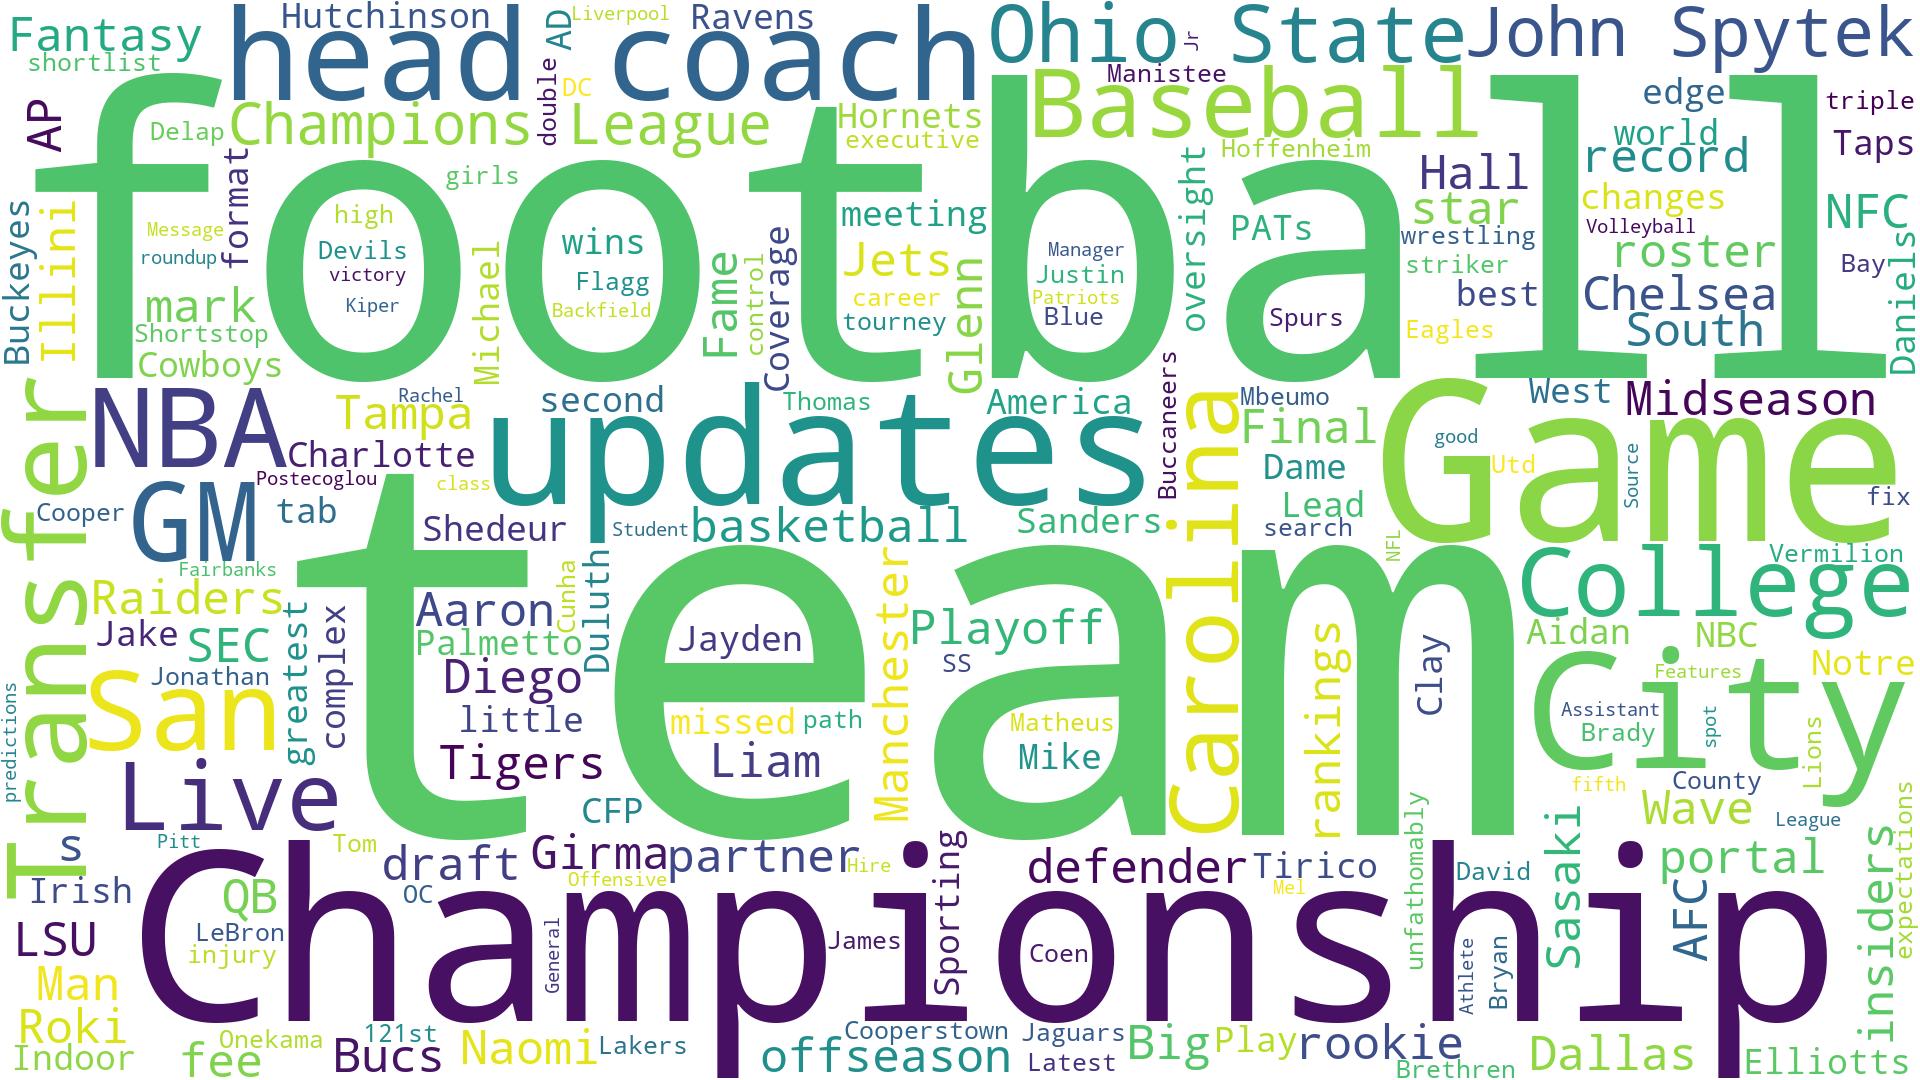 Hutchinson
AD
Liverpool
Ravens
Ohio State
Jr
John Spytek
Fantasy
shortlist
head coach
double
DC
Manistee
Baseball
edge
triple
AP
Delap
Champions League
Hornets
executive
Hoffenheim
world
record
Taps
football
format
girls
oversight
Hall
changes
star
NFC
Buckeyes
Illini
Message
roundup
high
Devils
victory
Kiper
wins
Flagg
Backfield
meeting
Jets
career
tourney
Manager
Justin
Patriots
Blue
PATs
Spurs
wrestling
striker
best
Eagles
Volleyball
roster
Chelsea
South
Bay
Daniels
mark
Shortstop
Cowboys
Michael
Fame
control
Coverage
Glenn
Transfer
NBA
Rachel
Tampa
Charlotte
Postecoglou
second
updates
class
Thomas
America
Buccaneers
Carolina
Mbeumo
Final
Dame
Lead
search
West
Midseason
Game
good
Utd
Source
fix
NFL
Cooper
GM
tab
Fairbanks
Shedeur
Student
basketball
Sanders
College
Vermilion
Raiders
Jake
SEC
Jonathan
San
greatest
complex
team
Aaron
Palmetto
Cunha
Duluth
Diego
little
Tigers
Jayden
missed
path
Liam
Manchester
Playoff
SS
Matheus
Mike
rankings
Clay
Aidan
NBC
Notre
Features
City
Assistant
Brady
spot
Lions
predictions
Live
CFP
fifth
County
Wave
League
s
Pitt
Tom
draft
Girma
partner
Hire
Offensive
OC
Sporting
defender
Tirico
Mel
unfathomably
David
Sasaki
portal
AFC
insiders
expectations
Irish
QB
LeBron
injury
LSU
Championship
General
James
Coen
Athlete
Bryan
Man
Roki
Indoor
fee
Onekama
121st
Bucs
Naomi
Lakers
offseason
Cooperstown
Jaguars
Latest
Big
Play
rookie
Brethren
Dallas
Elliotts